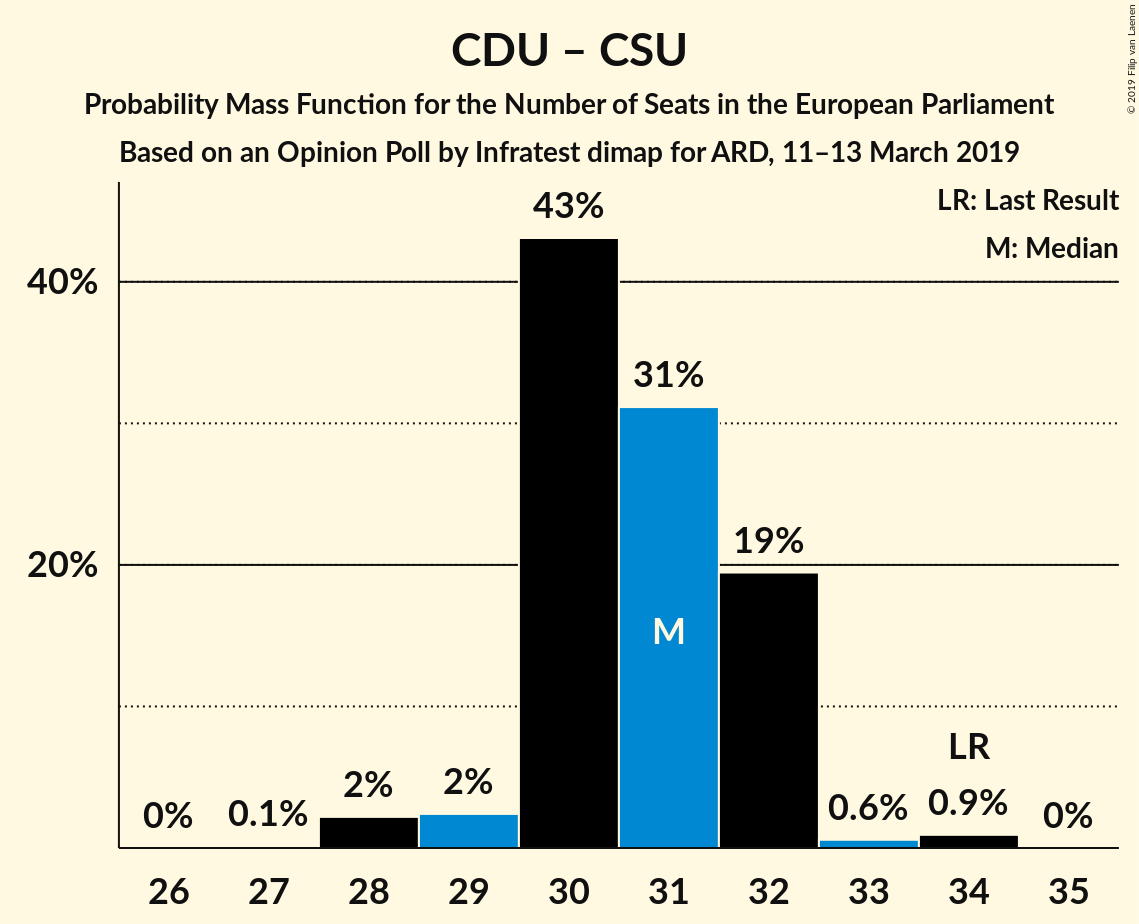 CDU – CSU
Probability Mass Function for the Number of Seats in the European Parliament
Based on an Opinion Poll by Infratest dimap for ARD, 11–13 March 2019
© 2019 Filip van Laenen
LR: Last Result
M: Median
43%
40%
31%
20%
19%
M
LR
2%
2%
0%
0.1%
0.6%
0.9%
0%
26 27 28 29 30 31 32 33 34 35